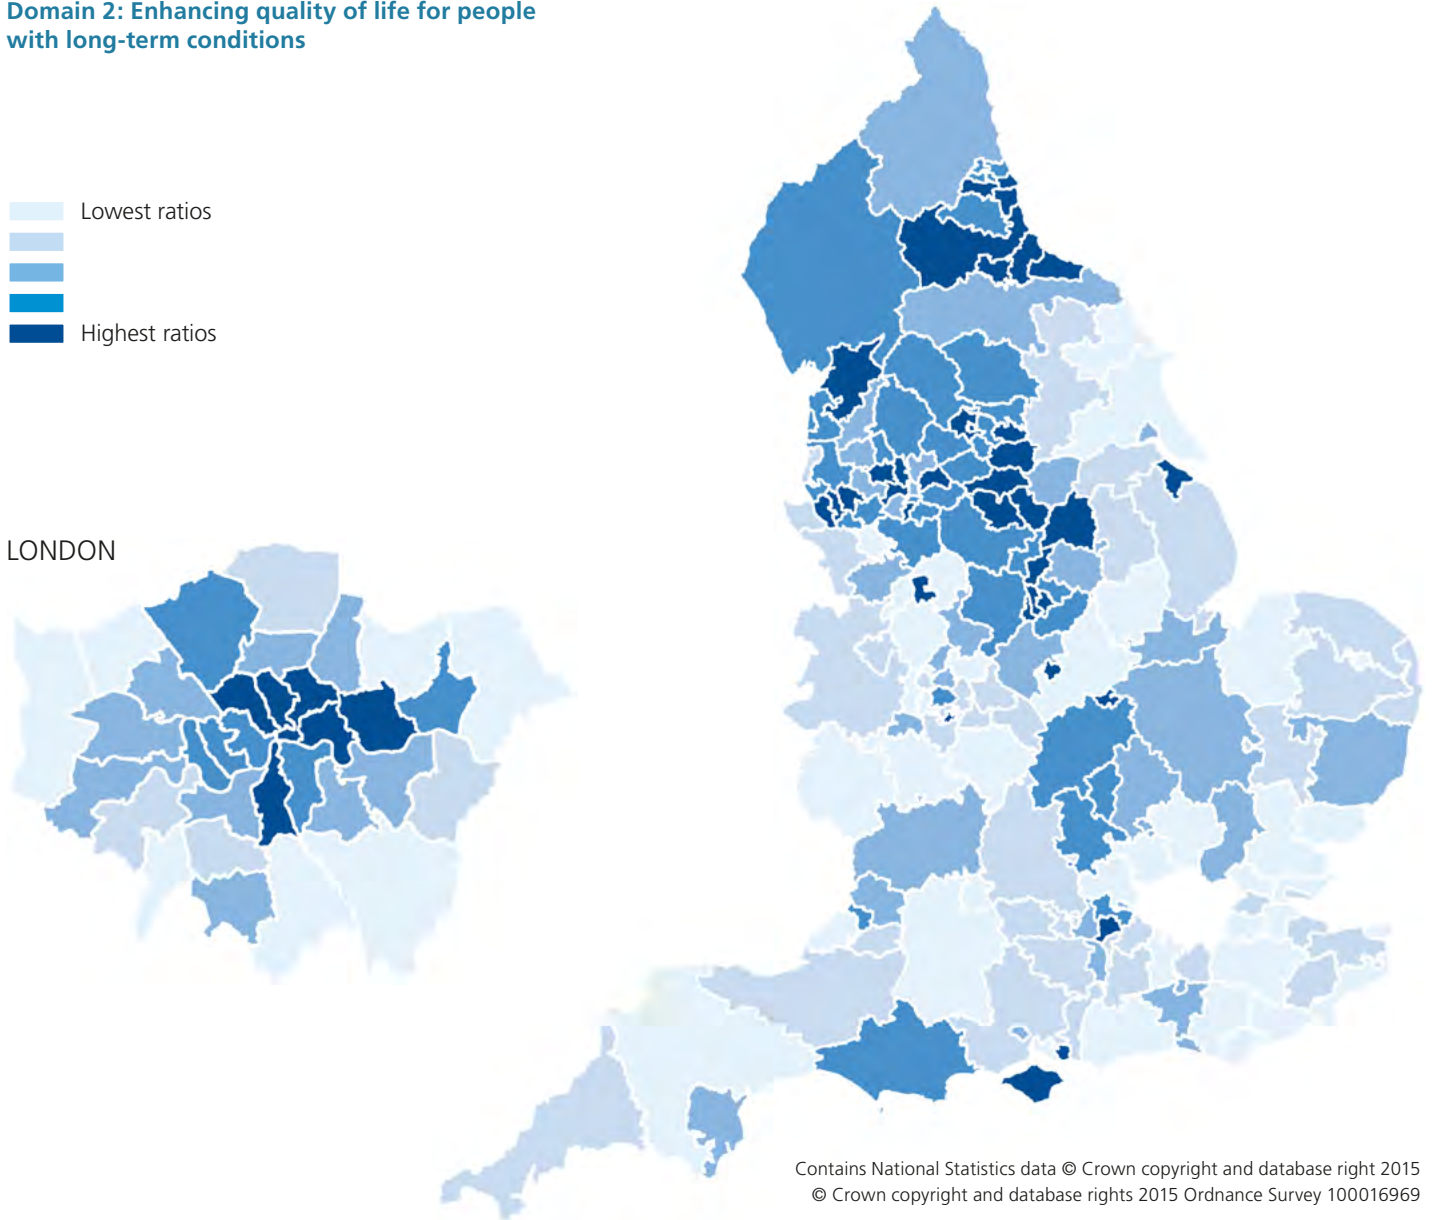 Domain 2: Enhancing quality of life for people
with long-term conditions
Lowest ratios
Highest ratios
LONDON
Contains National Statistics data © Crown copyright and database right 2015
© Crown copyright and database rights 2015 Ordnance Survey 100016969